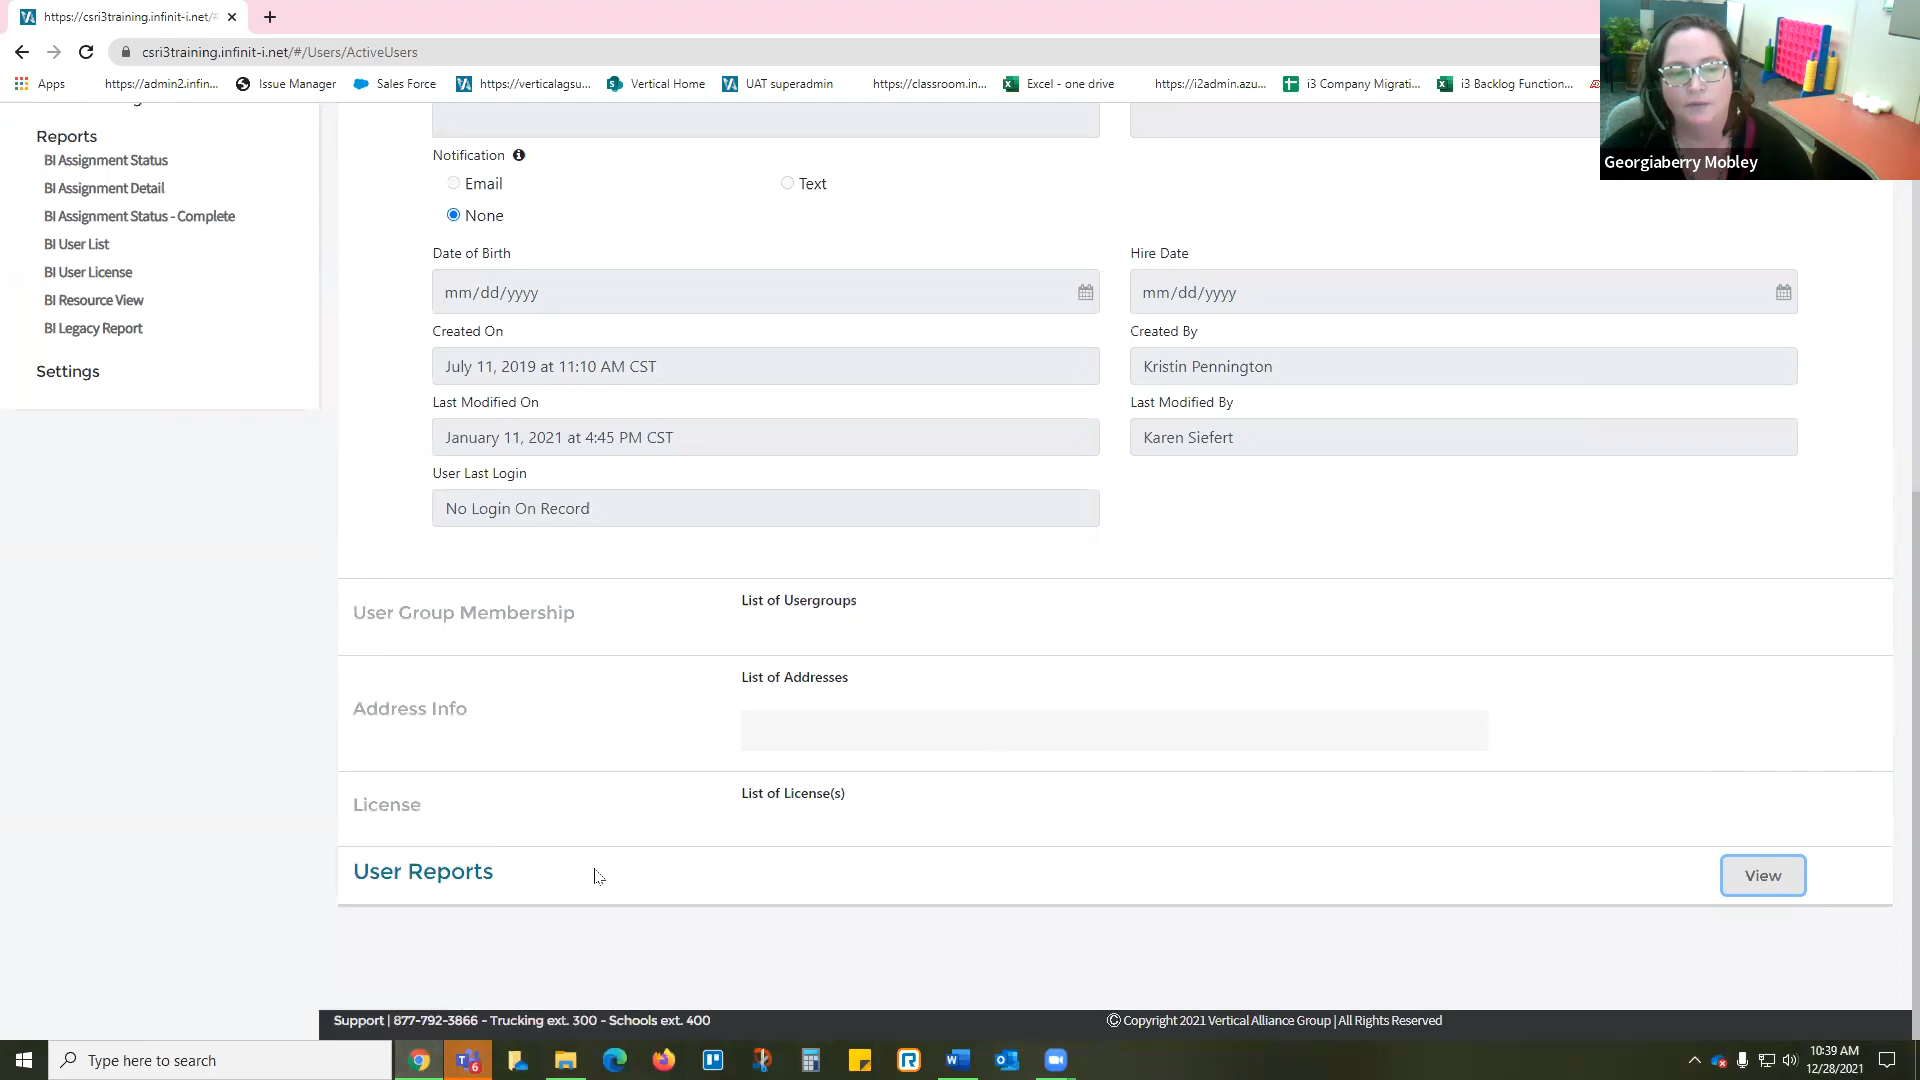 https://csri3training.infinit-i.net/#
csri3training.infinit-i.net/#/Users/ActiveUsers
Apps
https://admin2.infin...
Issue Manager
Sales Force
https://verticalagsu...
Vertical Home
UAT superadmin
https://classroom.in...
Excel - one drive
https://i2admin.azu...
i3 Company Migrati...
i3 Backlog Function...
Georgiaberry Mobley
Reports
BI Assignment Status
BI Assignment Detail
BI Assignment Status - Complete
BI User List
BI User License
BI Resource View
BI Legacy Report
Settings
Notification
Email
Text
None
Date of Birth
Hire Date
mm/dd/yyyy
mm/dd/yyyy
Created On
Created By
July 11, 2019 at 11:10 AM CST
Kristin Pennington
Last Modified On
Last Modified By
January 11, 2021 at 4:45 PM CST
Karen Siefert
User Last Login
No Login On Record
User Group Membership
List of Usergroups
Address Info
List of Addresses
License
List of License(s)
User Reports
View
Support | 877-792-3866 - Trucking ext. 300 - Schools ext. 400
© Copyright 2021 Vertical Alliance Group | All Rights Reserved
Type here to search
6
10:39 AM
12/28/2021